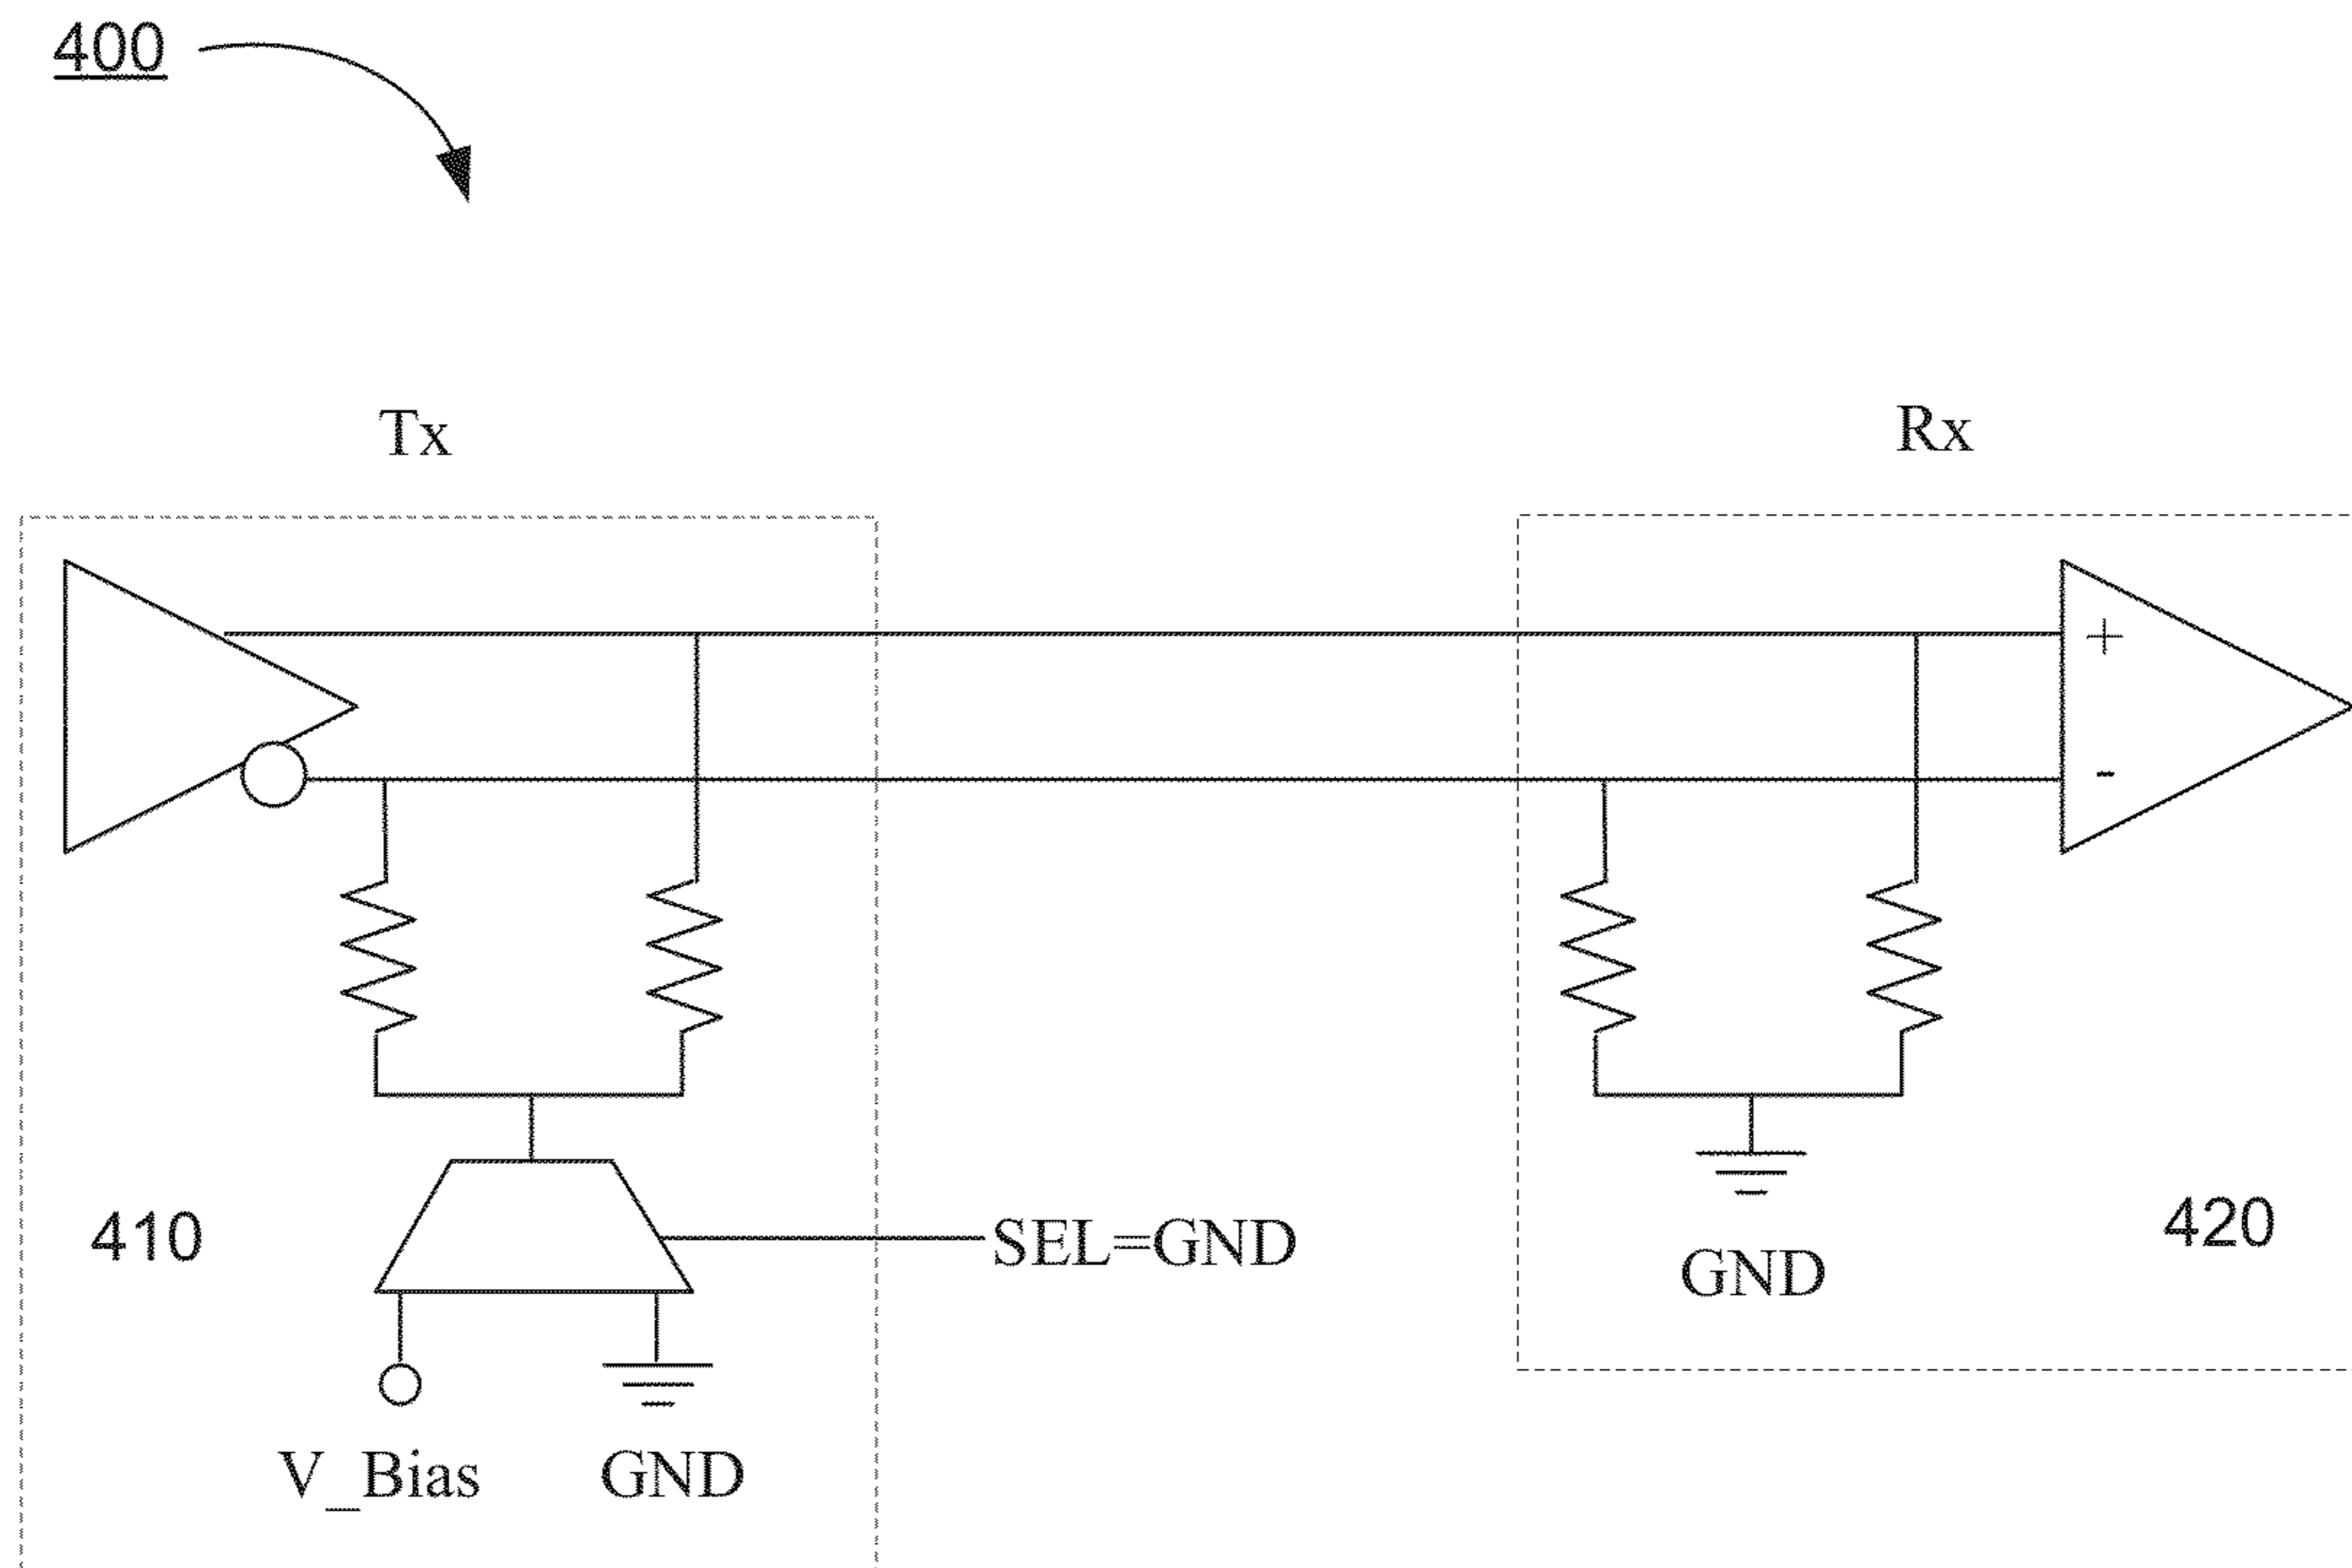 400
Tx
Rx
+
-
410
SEL=GND
GND
420
V_Bias
GND